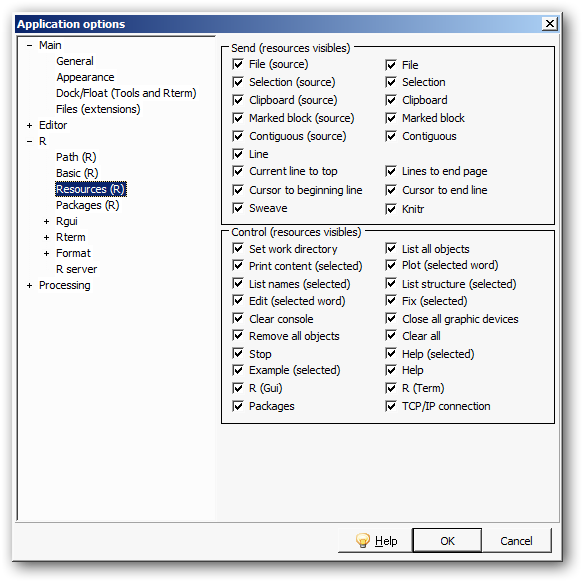 Application options
Main
General
Appearance
Dock/Float (Tools and Rterm)
Files (extensions)
Editor
R
Path (R)
Basic (R)
Resources (R)
Packages (R)
Rgui
Rterm
Format
R server
Processing
Send (resources visibles)
File (source) File
Selection (source) Selection
Clipboard (source) Clipboard
Marked block (source) Marked block
Contiguous (source) Contiguous
Line
Current line to top Lines to end page
Cursor to beginning line Cursor to end line
Sweave Knitr
Control (resources visibles)
Set work directory List all objects
Print content (selected) Plot (selected word)
List names (selected) List structure (selected)
Edit (selected word) Fix (selected)
Clear console Close all graphic devices
Remove all objects Clear all
Stop Help (selected)
Example (selected) Help
R (Gui) R (Term)
Packages TCP/IP connection
Help OK Cancel